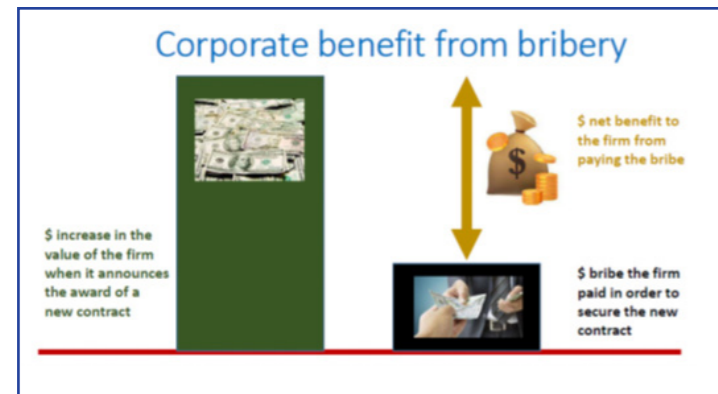 Corporate benefit from bribery
$ net benefit to
the firm from
paying the bribe
$ increase in the
value of the firm
when it announces
the award of a
new contract
$ bribe the firm
paid in order to
secure the new
contract
$